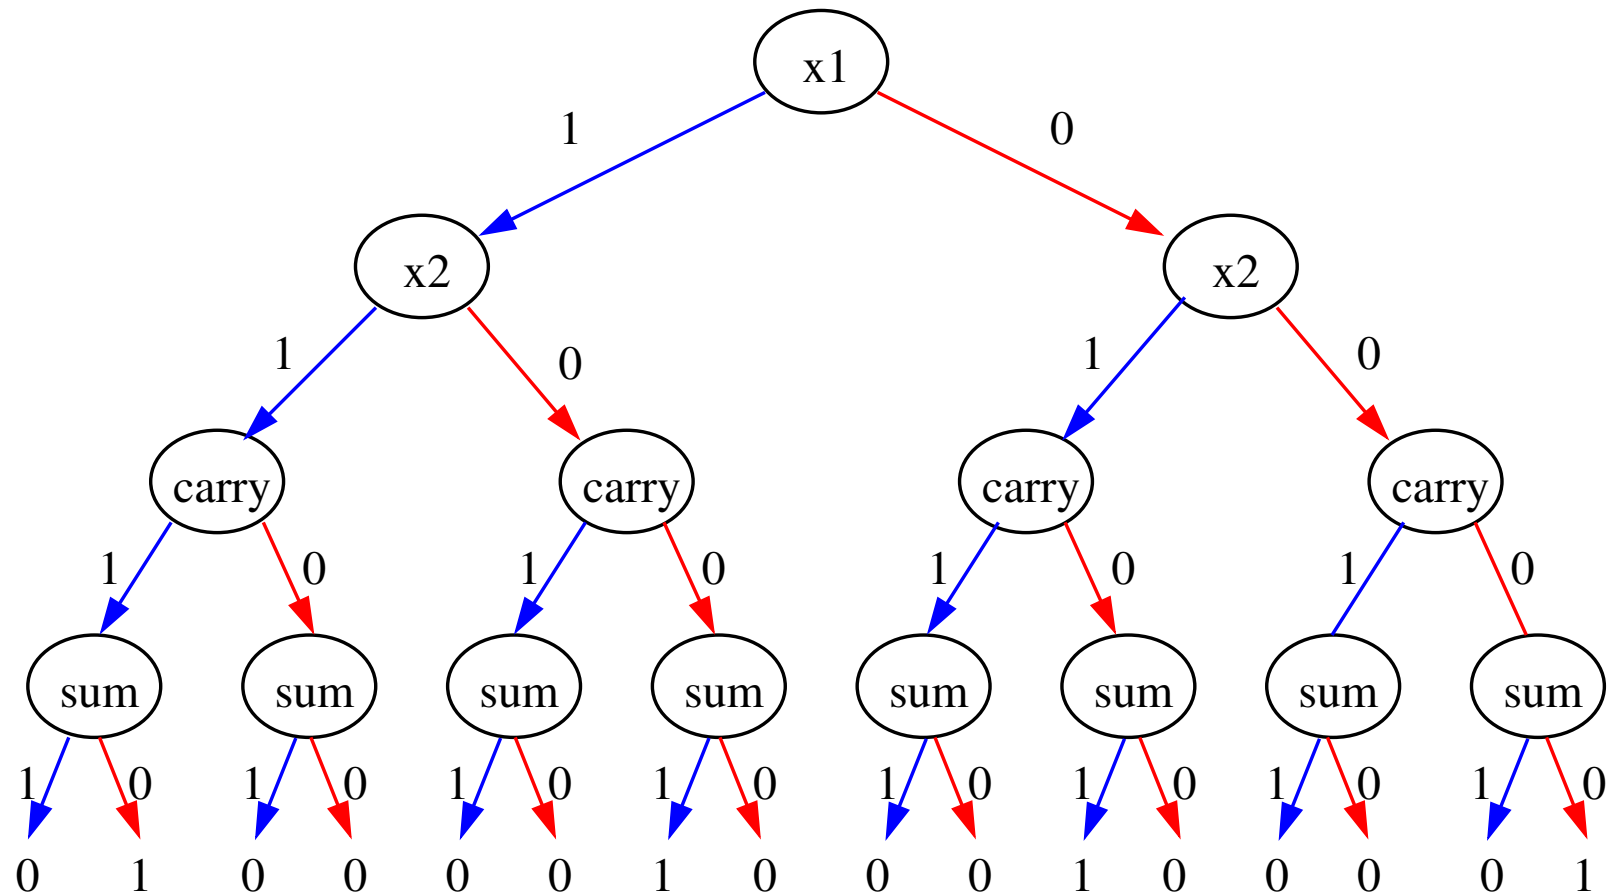 x1
1 0
x2 x2
1 0 1 0
carry carry carry carry
1 0 1 0 1 0 1 0
sum sum sum sum sum sum sum sum
1 0 1 0 1 0 1 0 1 0 1 0 1 0 1 0
0 1 0 0 0 0 1 0 0 0 1 0 0 0 0 1